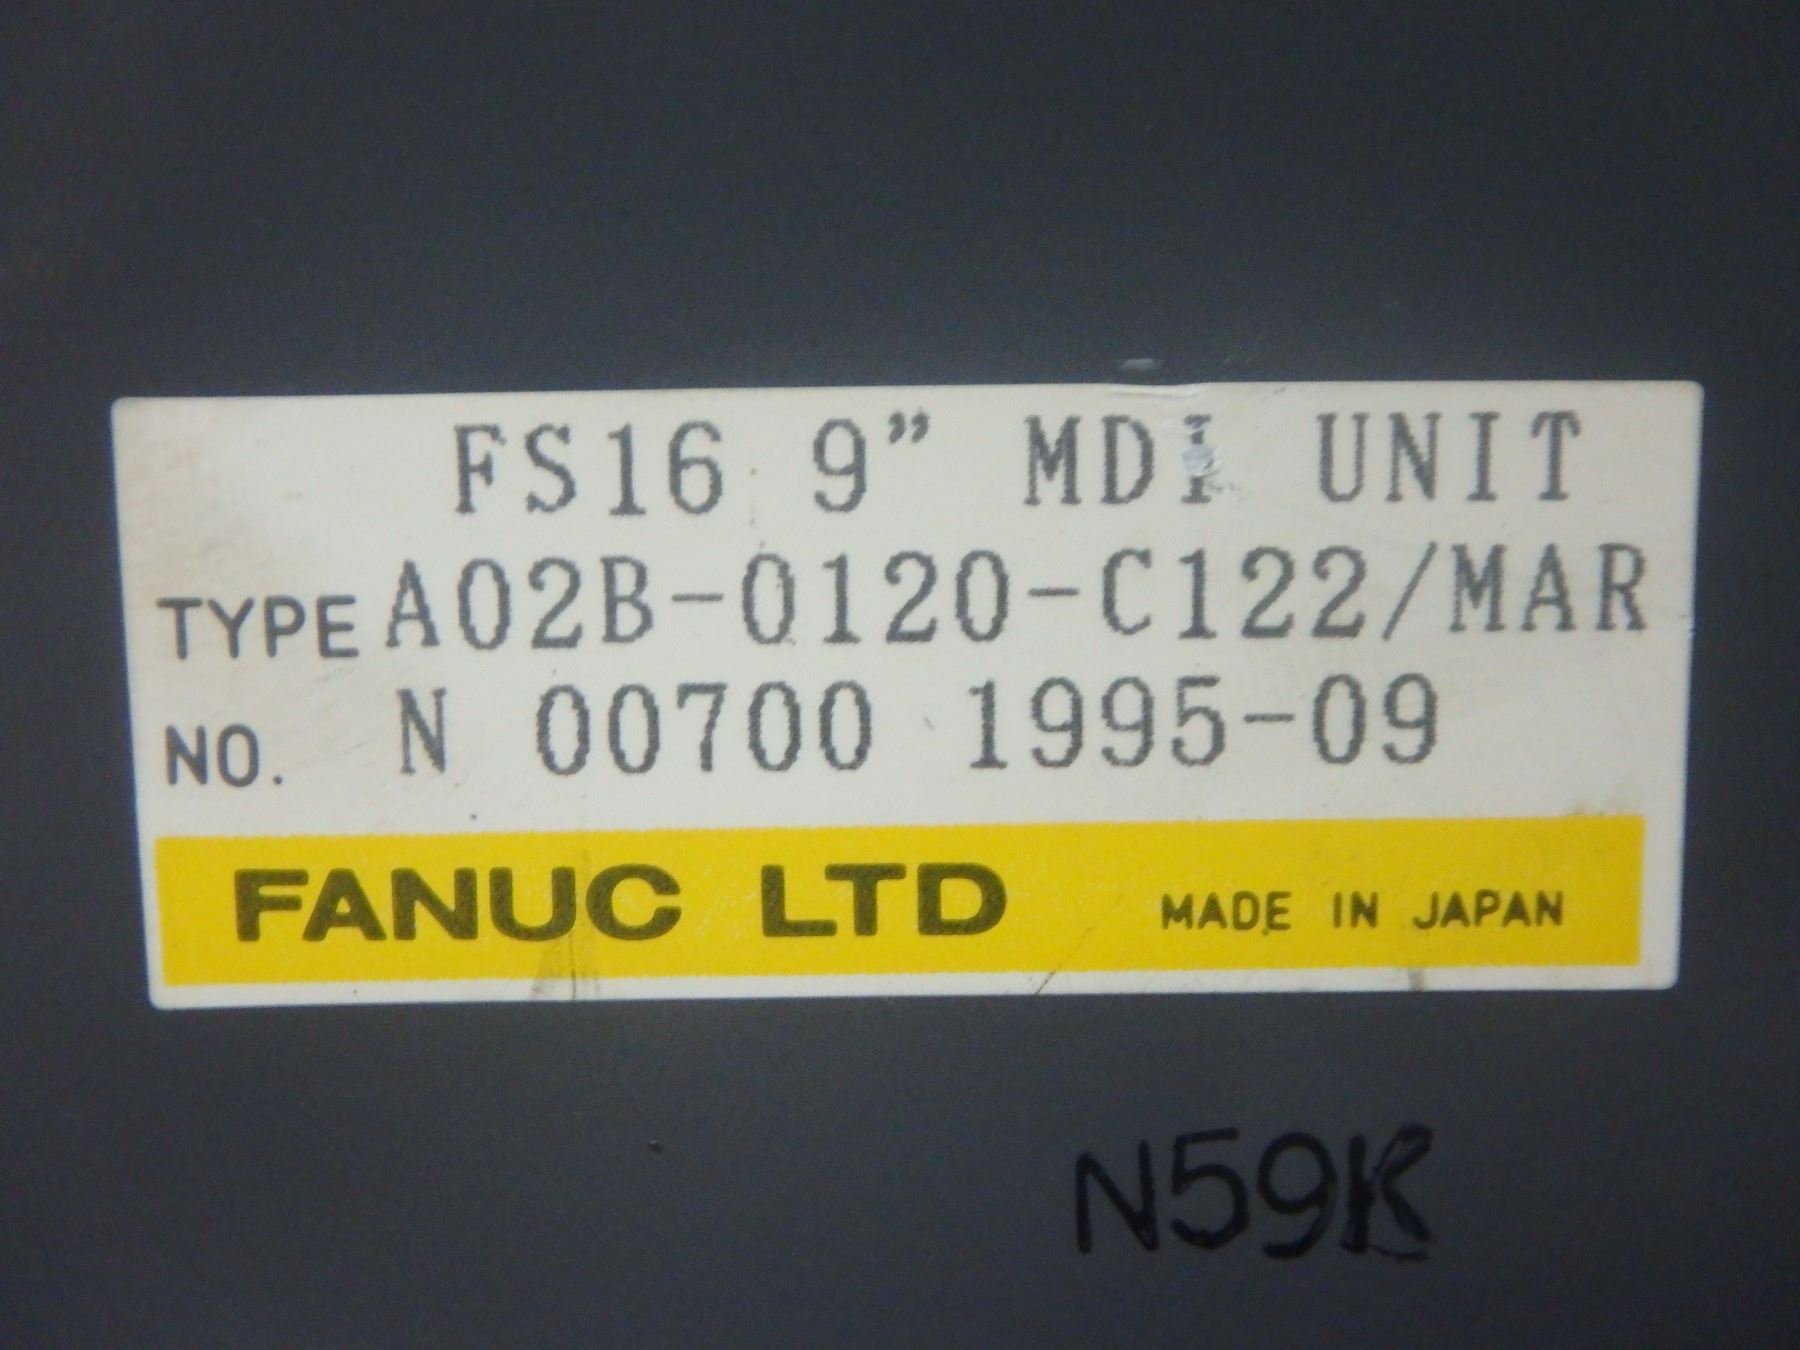 FS16 9” MDI UNIT
TYPE A02B-0120-C122/MAR
NO. N 00700 1995-09
FANUC LTD MADE IN JAPAN
N59K